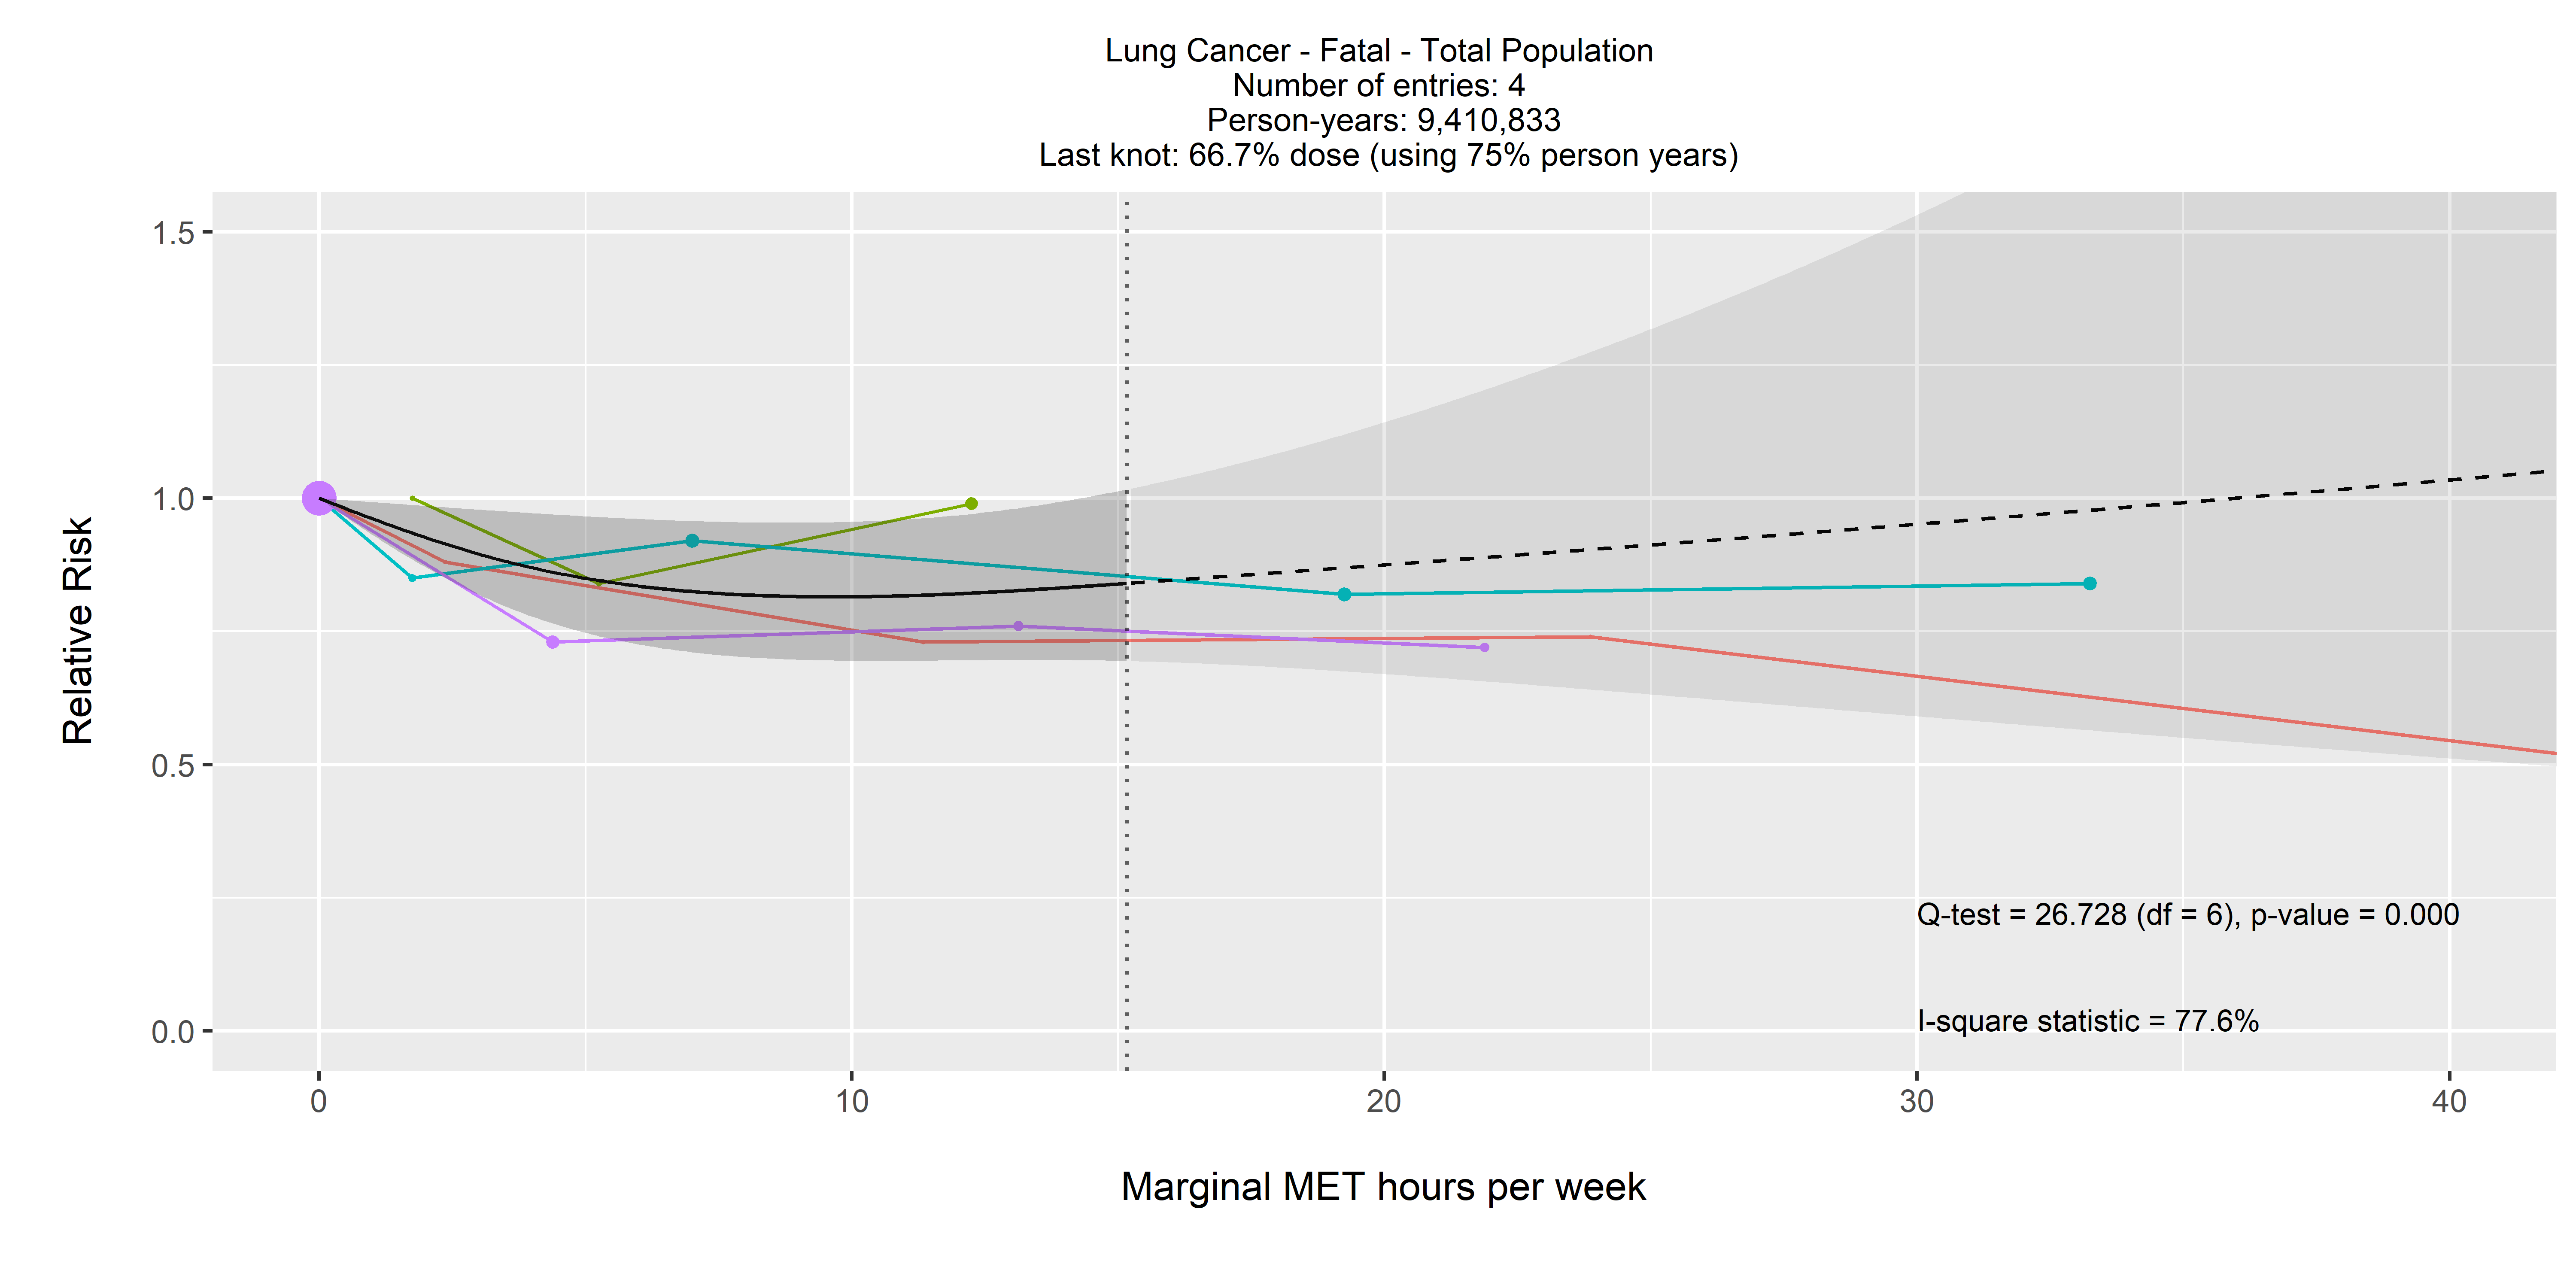 Lung Cancer - Fatal - Total Population
Number of entries: 4
Person-years: 9,410,833
Last knot: 66.7% dose (using 75% person years)
1.5
1.0
0.5
0.0
Relative Risk
Q-test = 26.728 (df = 6), p-value = 0.000
I-square statistic = 77.6%
0 10 20 30 40
Marginal MET hours per week